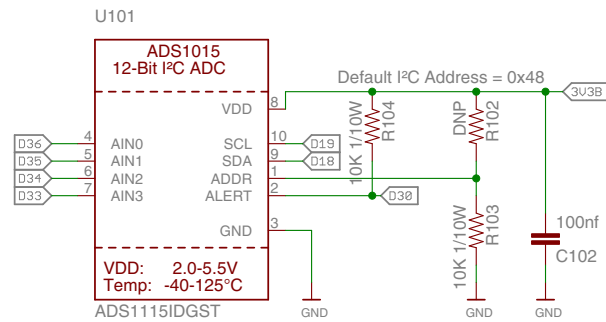 U101
ADS1015
12-Bit I²C ADC
Default I²C Address = 0x48
VDD 8
3V3B
10K 1/10W
R104
DNP
R102
D36 4 AIN0
SCL 10 D19
D35 5 AIN1
SDA 9 D18
D34 6 AIN2
ADDR 1
D33 7 AIN3
ALERT 2 D30
GND 3
10K 1/10W
R103
100nf
C102
VDD: 2.0-5.5V
Temp: -40-125°C
ADS1115IDGST
GND
GND
GND